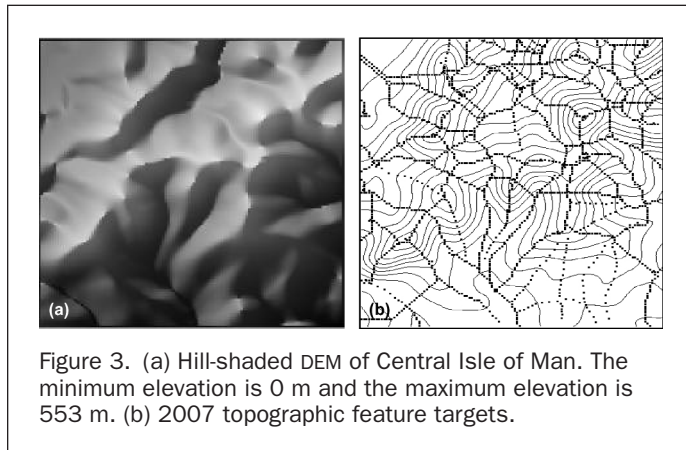 (a)
(b)
Figure 3. (a) Hill-shaded DEM of Central Isle of Man. The
minimum elevation is 0 m and the maximum elevation is
553 m. (b) 2007 topographic feature targets.